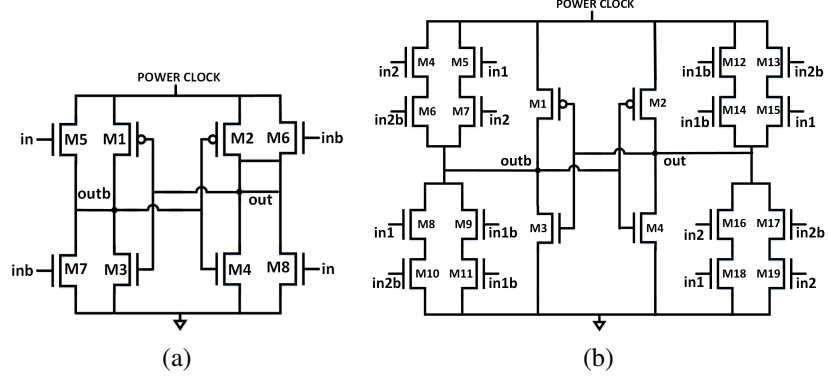 POWER CLOCK
in
M5
M1
M2
M6
inb
outb
out
inb
M7
M3
M4
M8
in
(a)
POWER CLOCK
in2
M4
M5
in1
M1
M2
in1b
M12
M13
in2b
in2b
M6
M7
in2
in1b
M14
M15
in1
outb
out
in1
M8
M9
in1b
M3
M4
in2
M16
M17
in2b
in2b
M10
M11
in1b
in1
M18
M19
in2
(b)